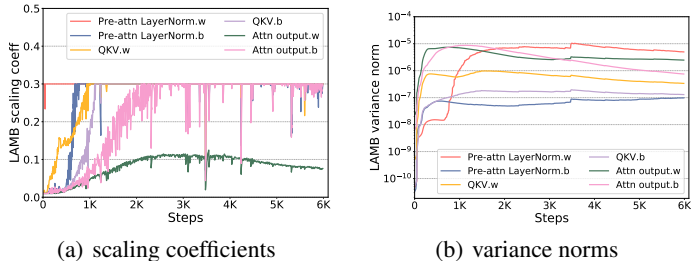 0.5
0.4
0.3
0.2
0.1
0.0
LAMB scaling coeff
Pre-attn LayerNorm.w
Pre-attn LayerNorm.b
QKV.w
QKV.b
Attn output.w
Attn output.b
0 1K 2K 3K 4K 5K 6K
Steps
(a) scaling coefficients
10⁻⁴
10⁻⁵
10⁻⁶
10⁻⁷
10⁻⁸
10⁻⁹
10⁻¹⁰
LAMB variance norm
Pre-attn LayerNorm.w
Pre-attn LayerNorm.b
QKV.w
QKV.b
Attn output.w
Attn output.b
0 1K 2K 3K 4K 5K 6K
Steps
(b) variance norms